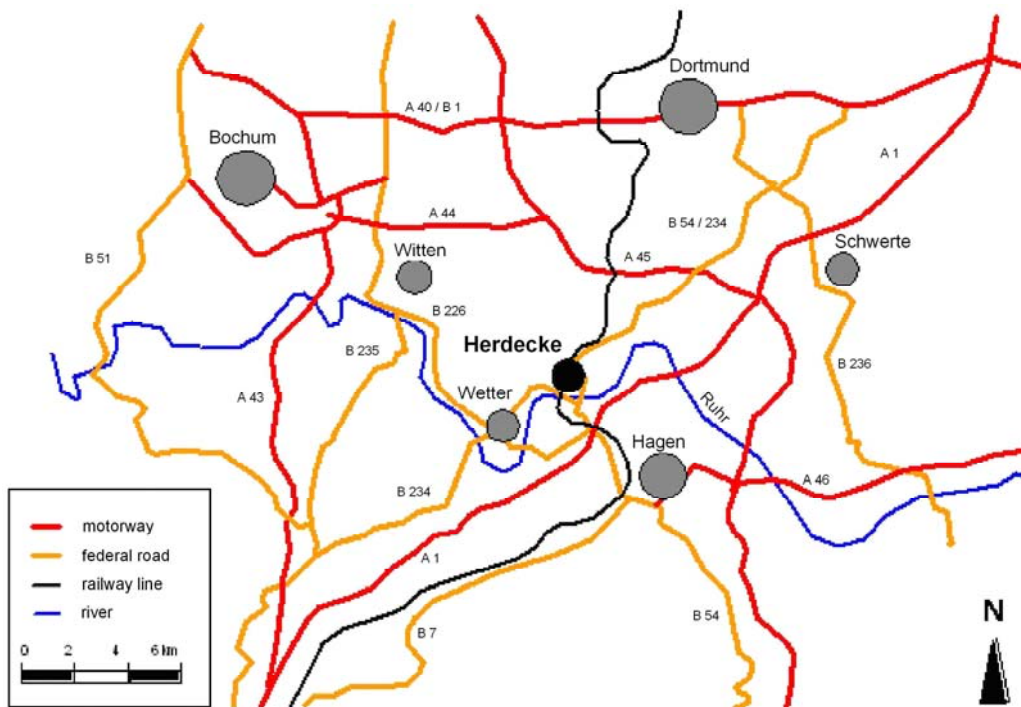 Dortmund
A 40 / B 1
Bochum
A 1
A 44
B 54 / 234
Witten
Schwerte
B 51
A 45
B 226
Herdecke
B 235
B 236
Wetter
A 43
Ruhr
Hagen
B 234
A 46
motorway
federal road
A 1
railway line
river
N
B 54
B 7
0 2 4 6 km